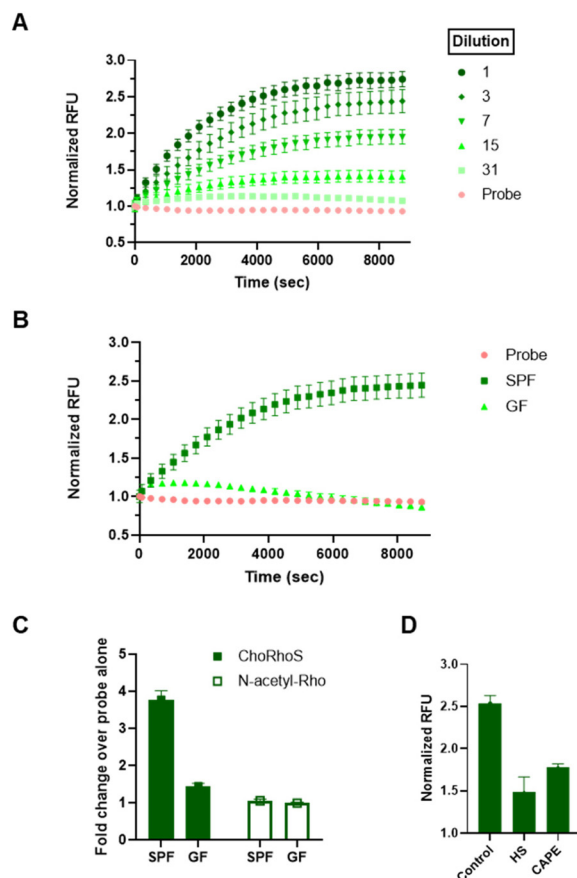 A
Normalized RFU
3.0
2.5
2.0
1.5
1.0
0.5
0
2000
4000
6000
8000
Time (sec)
Dilution
1
3
7
15
31
Probe
B
Normalized RFU
3.0
2.5
2.0
1.5
1.0
0.5
0
2000
4000
6000
8000
Time (sec)
Probe
SPF
GF
C
Fold change over probe alone
5
4
3
2
1
0
SPF
GF
SPF
GF
ChoRhoS
N-acetyl-Rho
D
Normalized RFU
3.0
2.5
2.0
1.5
1.0
Control
HS
CAPE